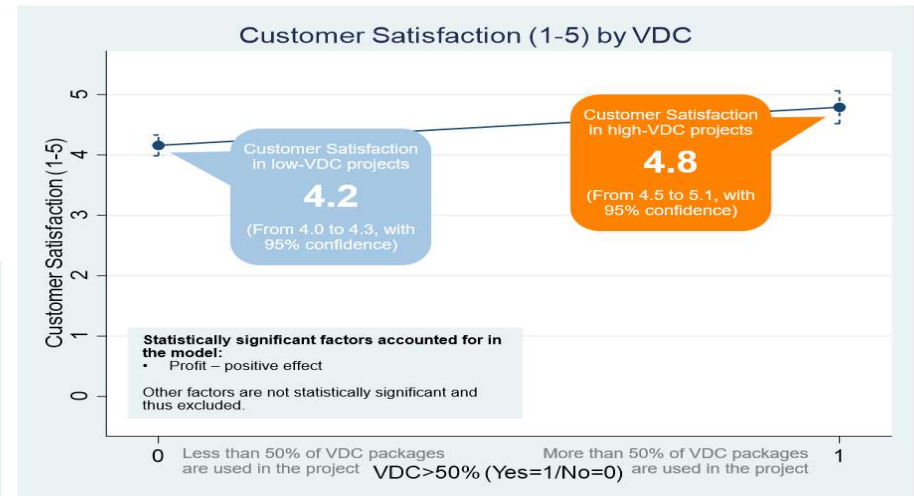 Customer Satisfaction (1-5) by VDC
Customer Satisfaction (1-5)
5
4
3
2
1
0
Customer Satisfaction
in low-VDC projects
4.2
(From 4.0 to 4.3, with
95% confidence)
Customer Satisfaction
in high-VDC projects
4.8
(From 4.5 to 5.1, with
95% confidence)
Statistically significant factors accounted for in
the model:
• Profit – positive effect
Other factors are not statistically significant and
thus excluded.
0
Less than 50% of VDC packages
are used in the project
More than 50% of VDC packages
are used in the project
1
VDC>50% (Yes=1/No=0)